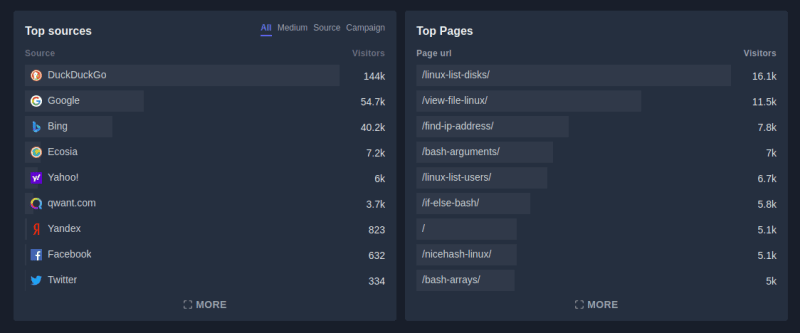 Top sources
All Medium Source Campaign
Source Visitors
DuckDuckGo 144k
Google 54.7k
Bing 40.2k
Ecosia 7.2k
Yahoo! 6k
qwant.com 3.7k
Yandex 823
Facebook 632
Twitter 334
MORE
Top Pages
Page url Visitors
/linux-list-disks/ 16.1k
/view-file-linux/ 11.5k
/find-ip-address/ 7.8k
/bash-arguments/ 7k
/linux-list-users/ 6.7k
/if-else-bash/ 5.8k
/ 5.1k
/nicehash-linux/ 5.1k
/bash-arrays/ 5k
MORE